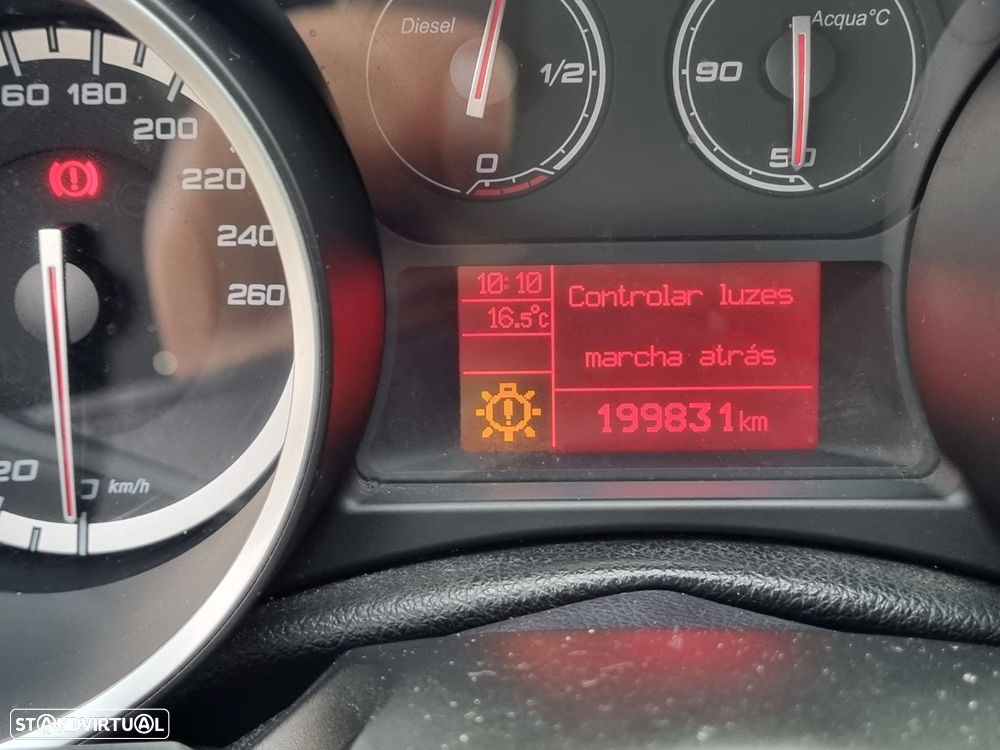 Diesel
1/2
0
Acqua°C
90
50
60 180
200
220
240
260
20
0 km/h
10:10
16.5°C
Controlar luzes
marcha atrás
199831km
STANDVIRTUAL